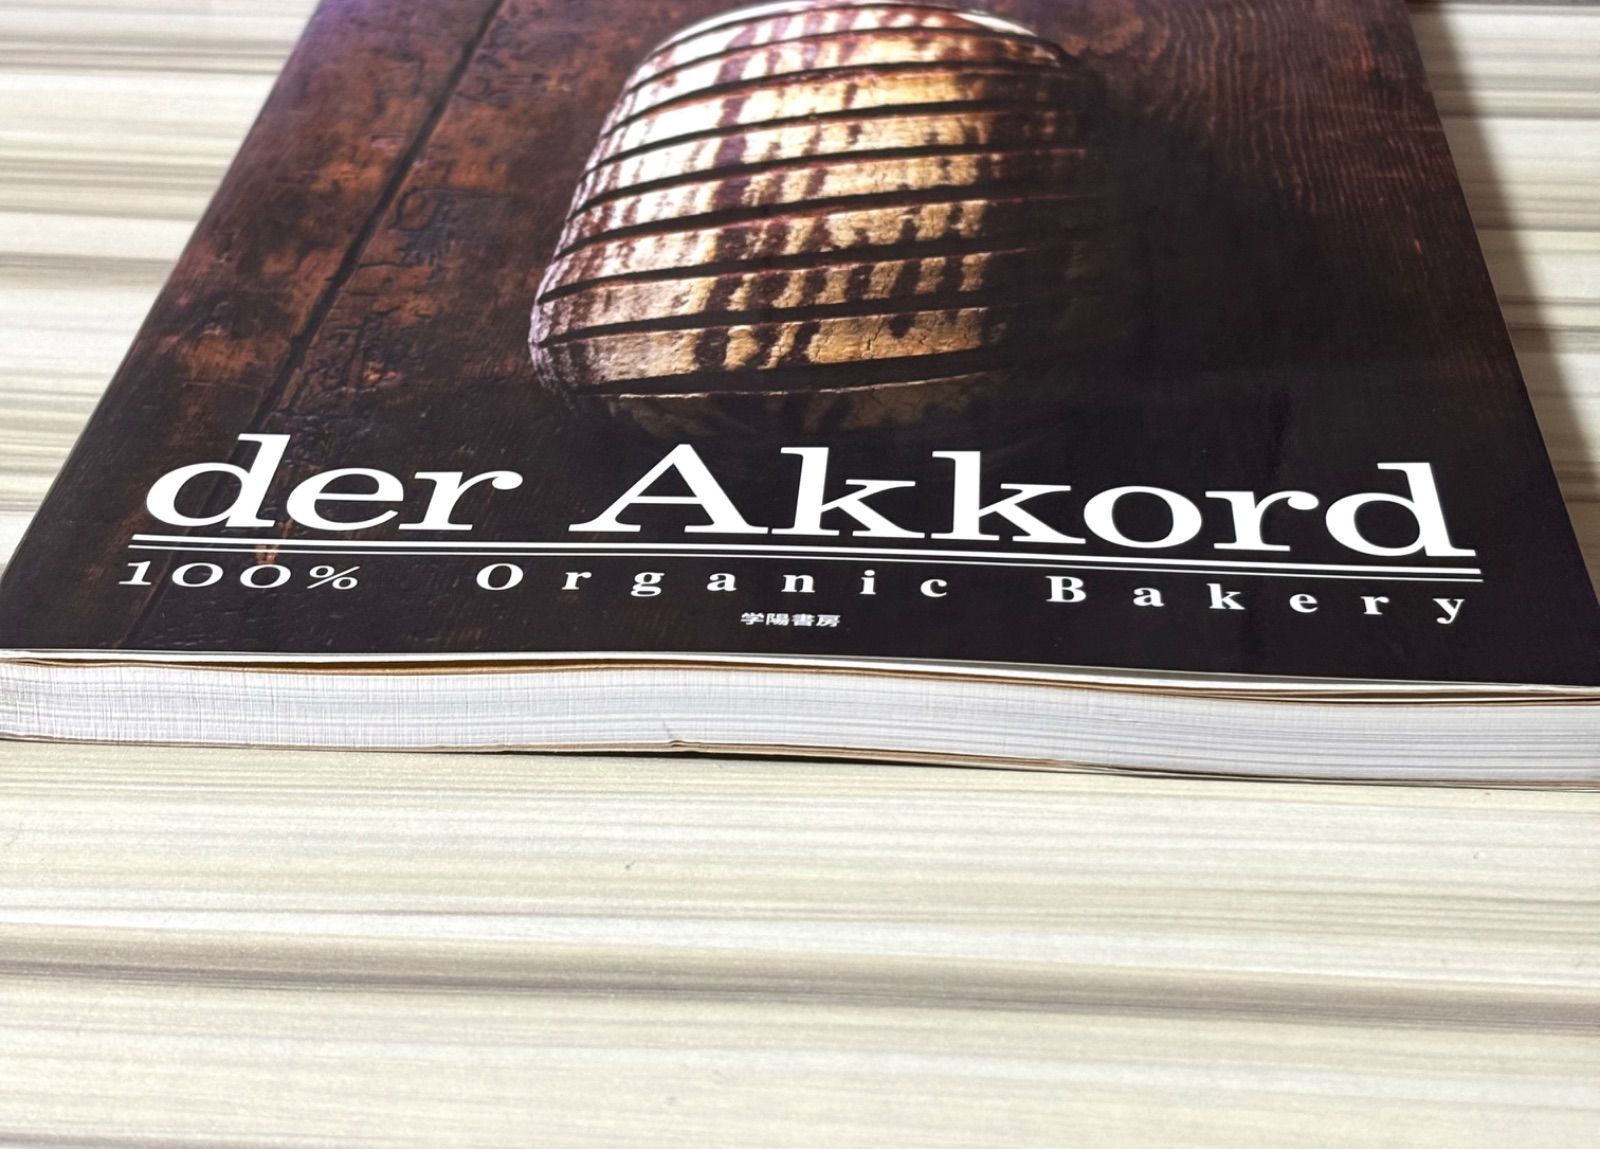 der Akkord
100% Organic Bakery
学陽書房